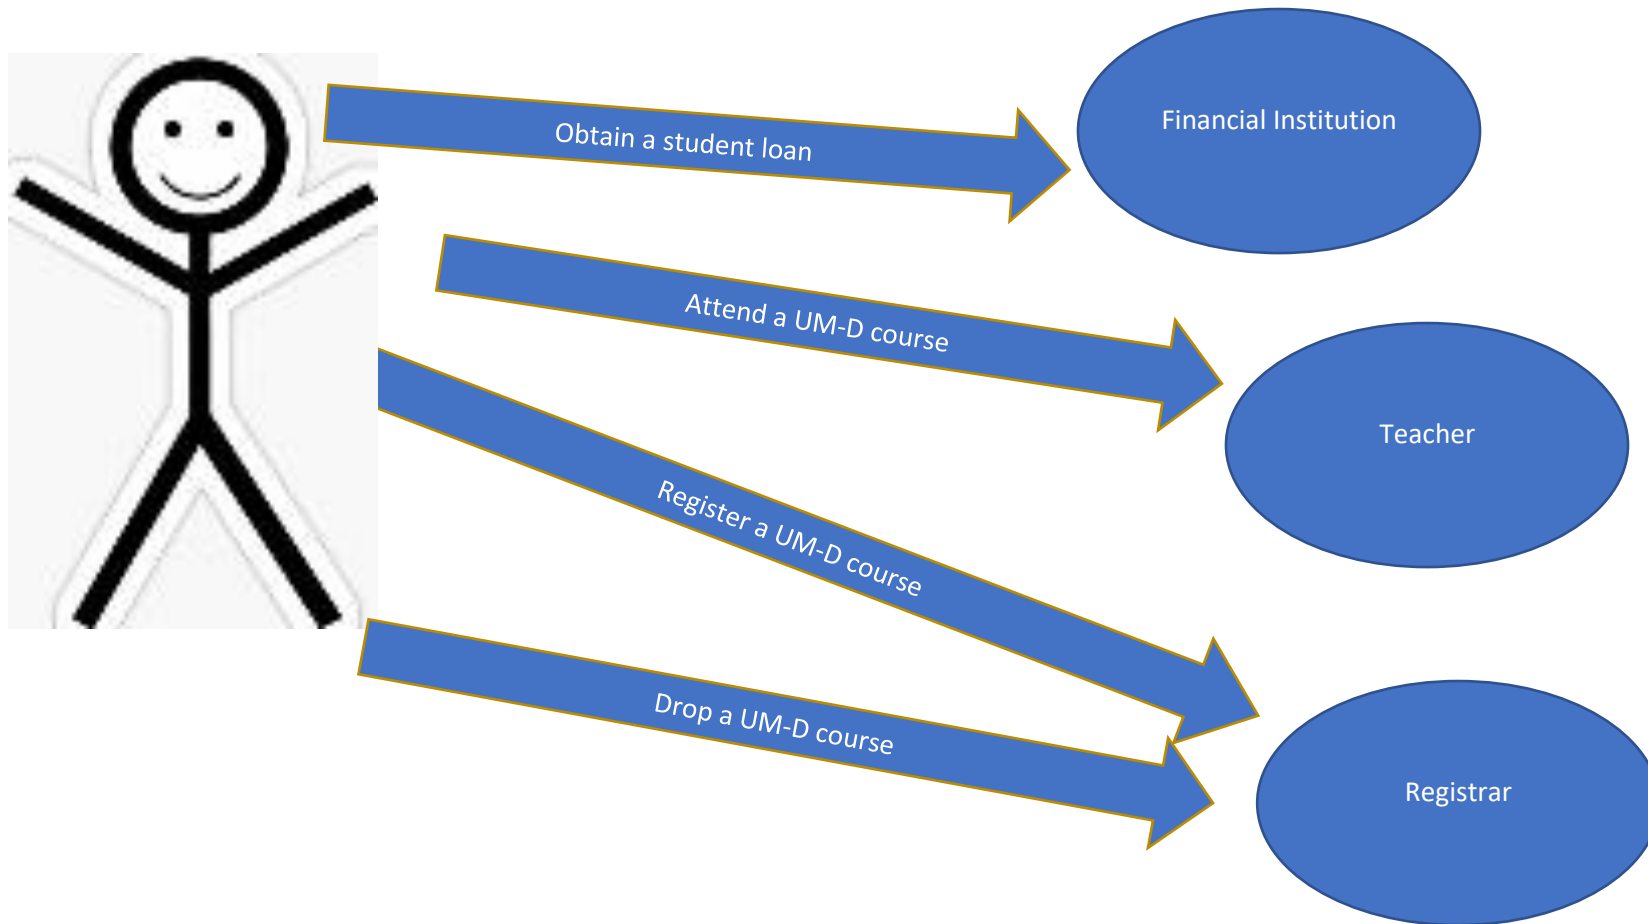 Financial Institution
Obtain a student loan
Attend a UM-D course
Teacher
Register a UM-D course
Drop a UM-D course
Registrar